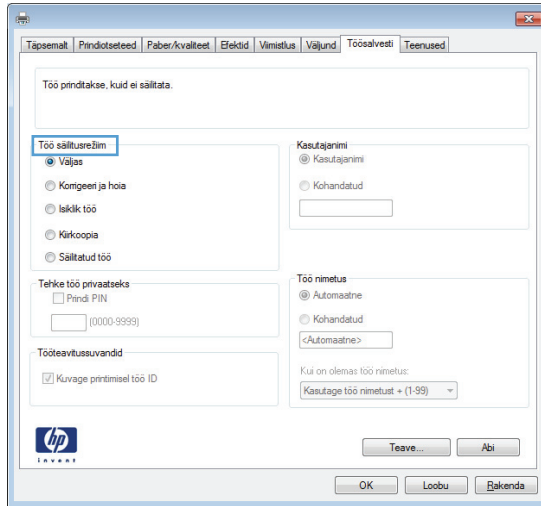 Täpsemalt Prindiotseteed Paber/kvaliteet Efektid Viimistlus Väljund Töösalvesti Teenused
Töö prinditakse, kuid ei säilitata.
Töö säilitusrežiim
Väljas
Korrigeeri ja hoia
Isiklik töö
Kiirkoopia
Säilitatud töö
Kasutajanimi
Kasutajanimi
Kohandatud
Tehke töö privaatseks
Prindi PIN
(0000-9999)
Tööteavitussuvandid
Kuvage printimisel töö ID
Töö nimetus
Automaatne
Kohandatud
<Automaatne>
Kui on olemas töö nimetus:
Kasutage töö nimetust + (1-99)
hp
invent
Teave... Abi
OK Loobu Rakenda